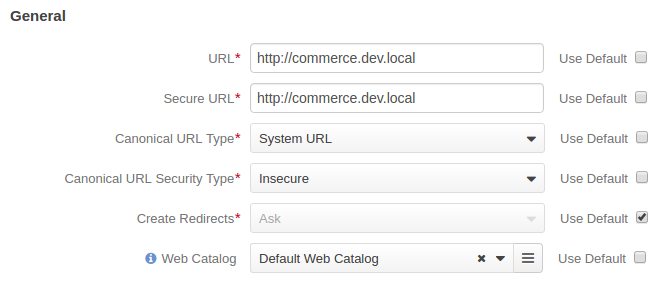 General
URL* http://commerce.dev.local Use Default
Secure URL* http://commerce.dev.local Use Default
Canonical URL Type* System URL Use Default
Canonical URL Security Type* Insecure Use Default
Create Redirects* Ask Use Default
Web Catalog Default Web Catalog Use Default